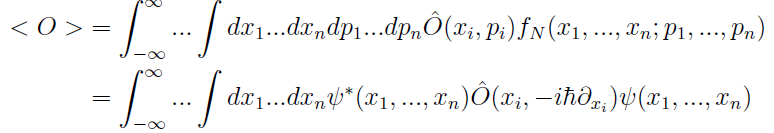 < O > = ∫_{-∞}^{∞} ... ∫ dx_1...dx_n dp_1...dp_n Ô(x_i, p_i) f_N(x_1, ..., x_n; p_1, ..., p_n)
= ∫_{-∞}^{∞} ... ∫ dx_1...dx_n ψ*(x_1, ..., x_n) Ô(x_i, -iħ∂_{x_i}) ψ(x_1, ..., x_n)